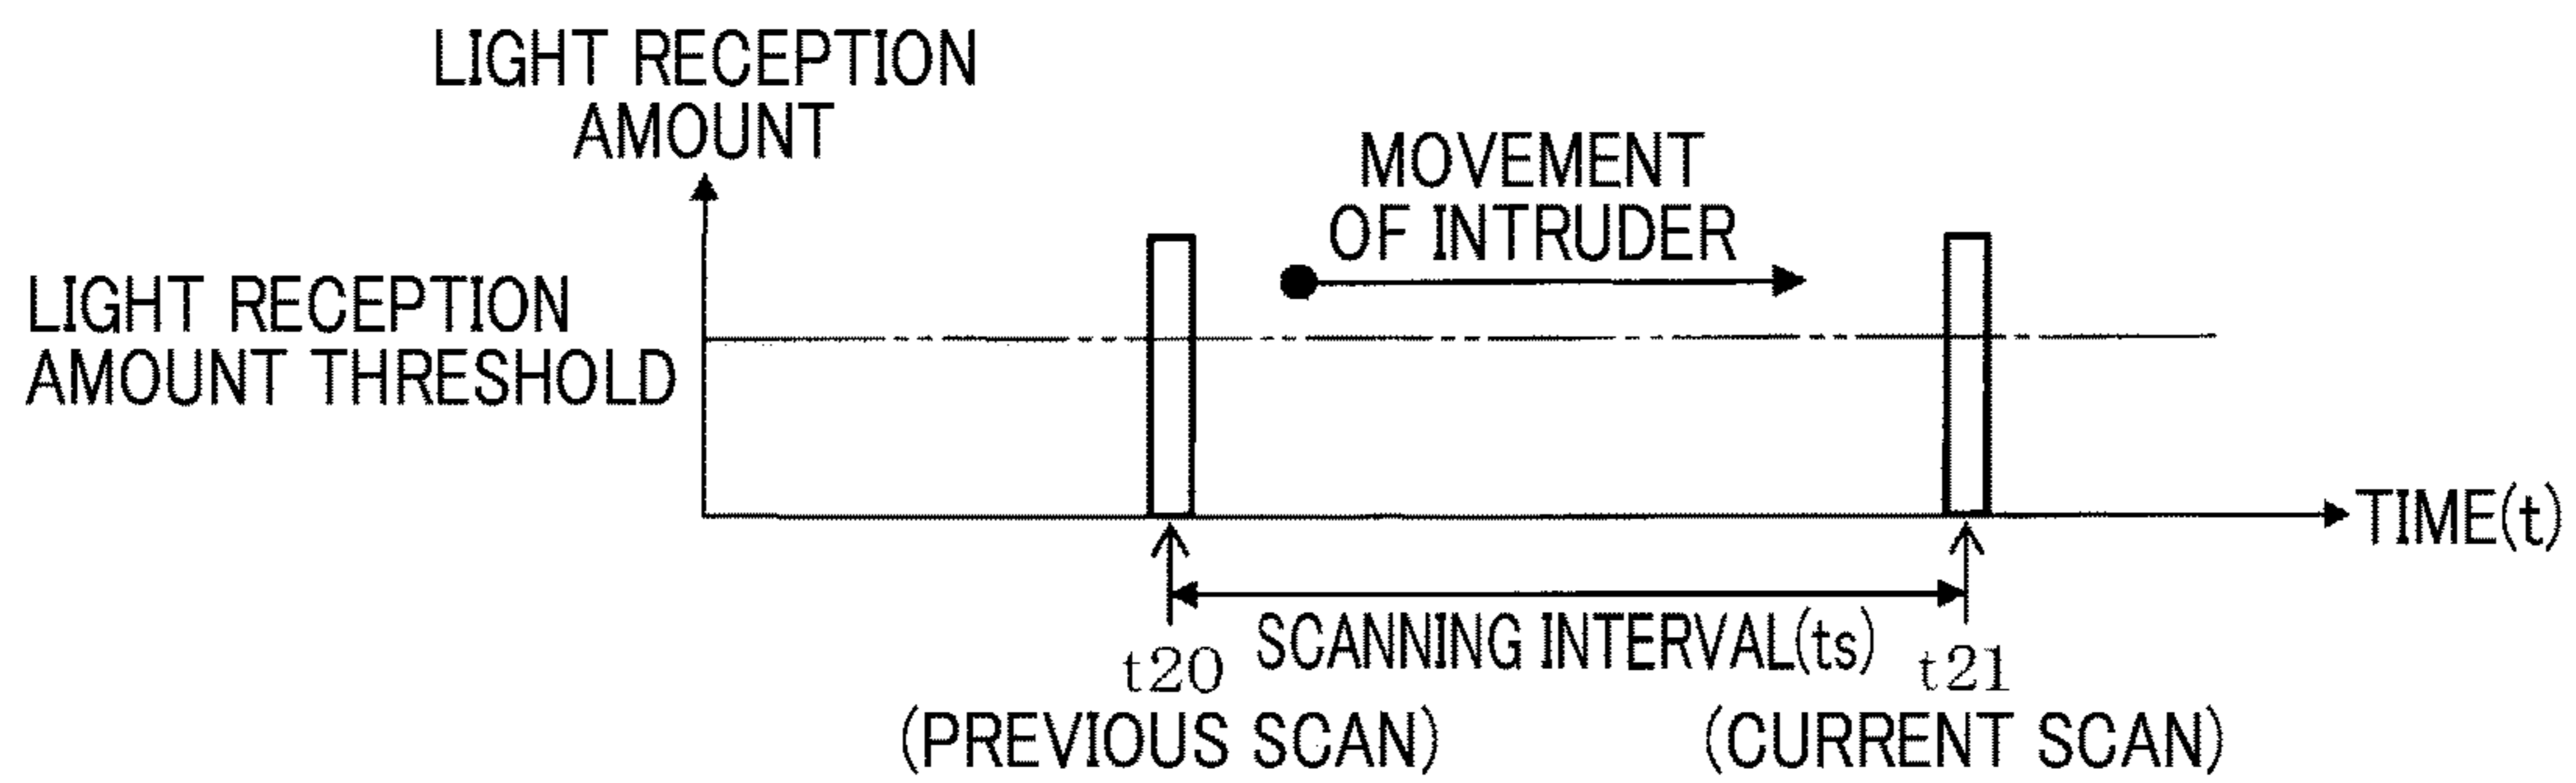 LIGHT RECEPTION
AMOUNT
MOVEMENT
OF INTRUDER
LIGHT RECEPTION
AMOUNT THRESHOLD
TIME(t)
SCANNING INTERVAL(ts)
t20
t21
(PREVIOUS SCAN)
(CURRENT SCAN)